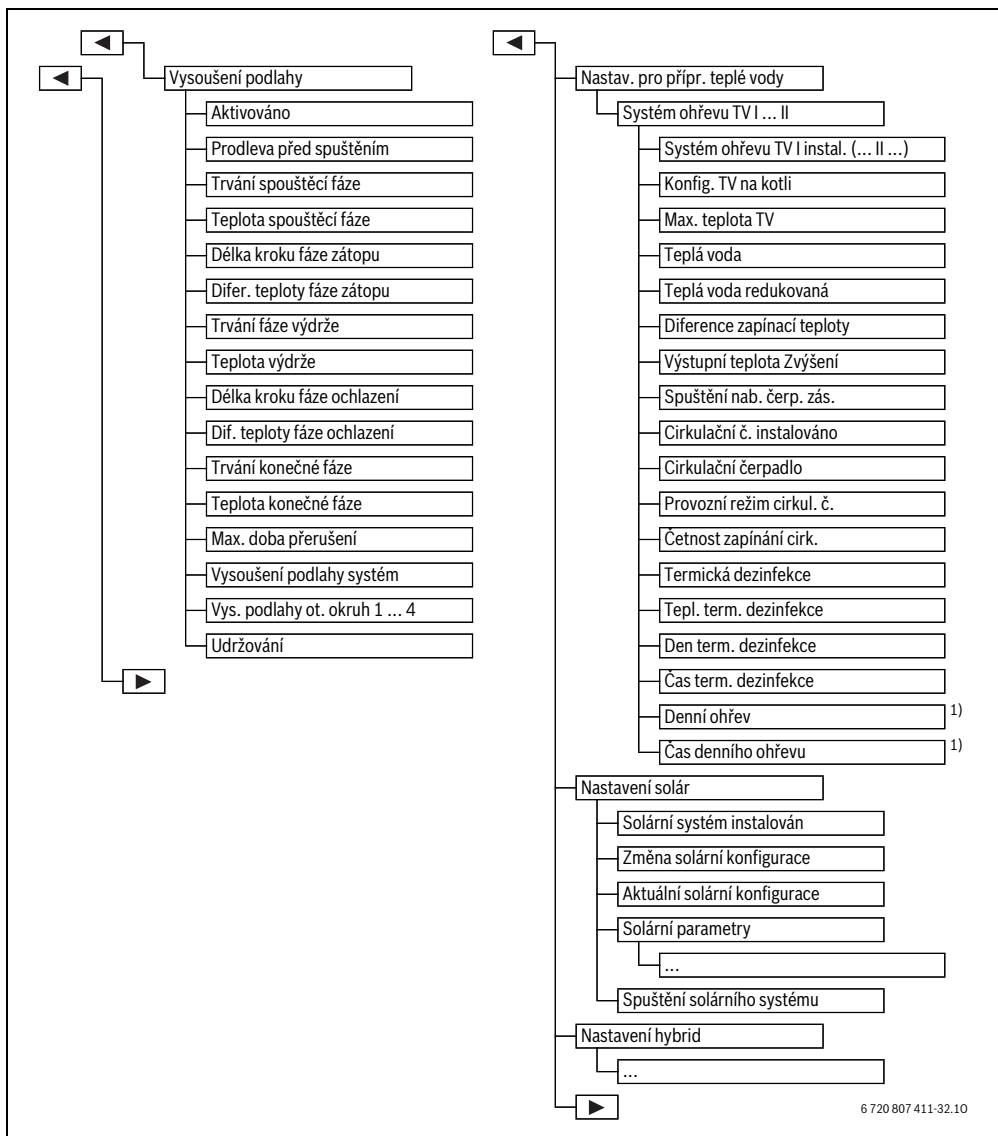 Vysoušení podlahy
Aktivováno
Prodleva před spuštěním
Trvání spouštěcí fáze
Teplota spouštěcí fáze
Délka kroku fáze zátopu
Difer. teploty fáze zátopu
Trvání fáze výdrže
Teplota výdrže
Délka kroku fáze ochlazení
Dif. teploty fáze ochlazení
Trvání konečné fáze
Teplota konečné fáze
Max. doba přerušení
Vysoušení podlahy systém
Vys. podlahy ot. okruh 1 ... 4
Udržování
Nastav. pro přípr. teplé vody
Systém ohřevu TV I ... II
Systém ohřevu TV I instal. (... II ...)
Konfig. TV na kotli
Max. teplota TV
Teplá voda
Teplá voda redukovaná
Diference zapínací teploty
Výstupní teplota Zvýšení
Spuštění nab. čerp. zás.
Cirkulační č. instalováno
Cirkulační čerpadlo
Provozní režim cirkul. č.
Četnost zapínání cirk.
Termická dezinfekce
Tepl. term. dezinfekce
Den term. dezinfekce
Čas term. dezinfekce
Denní ohřev 1)
Čas denního ohřevu 1)
Nastavení solár
Solární systém instalován
Změna solární konfigurace
Aktuální solární konfigurace
Solární parametry
...
Spuštění solárního systému
Nastavení hybrid
...
6 720 807 411-32.1O